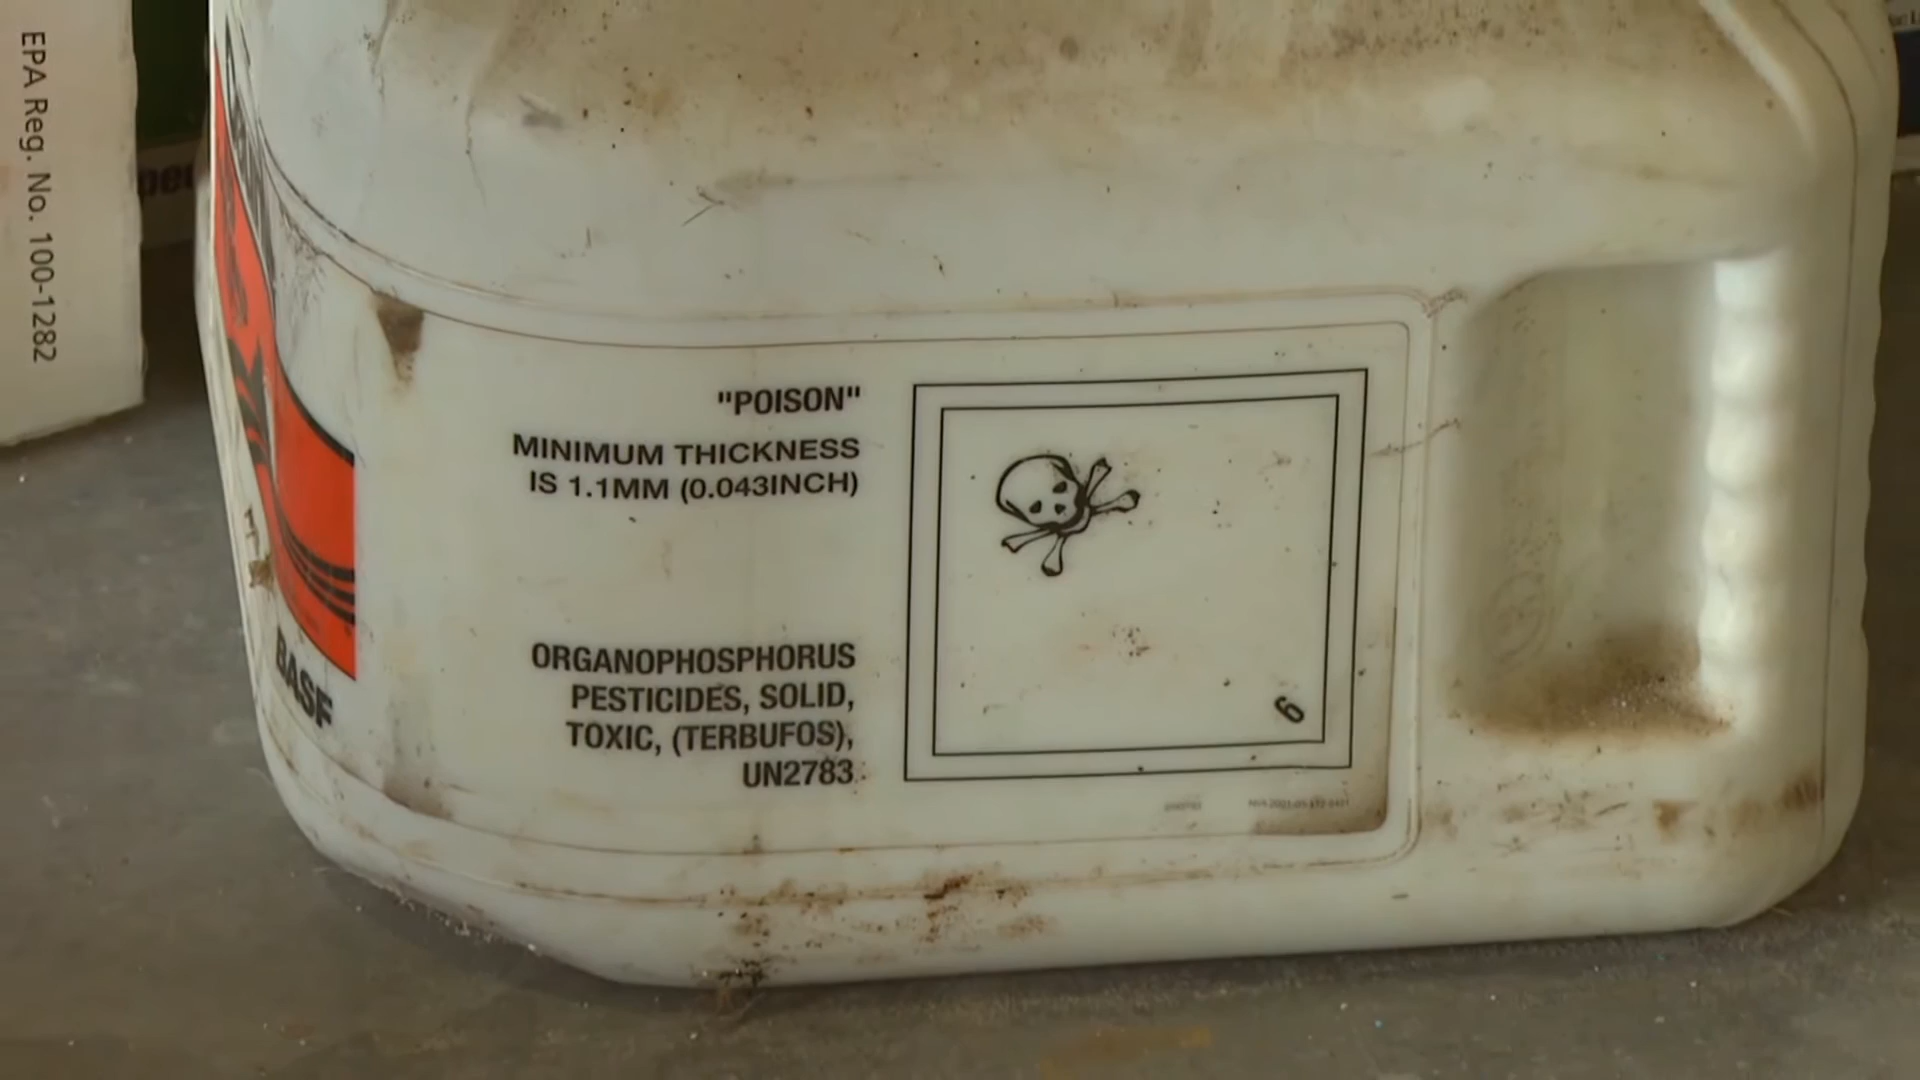 EPA Reg. No. 100-1282
"POISON"
MINIMUM THICKNESS
IS 1.1MM (0.043INCH)
ORGANOPHOSPHORUS
PESTICIDES, SOLID,
TOXIC, (TERBUFOS),
UN2783
6
BASF